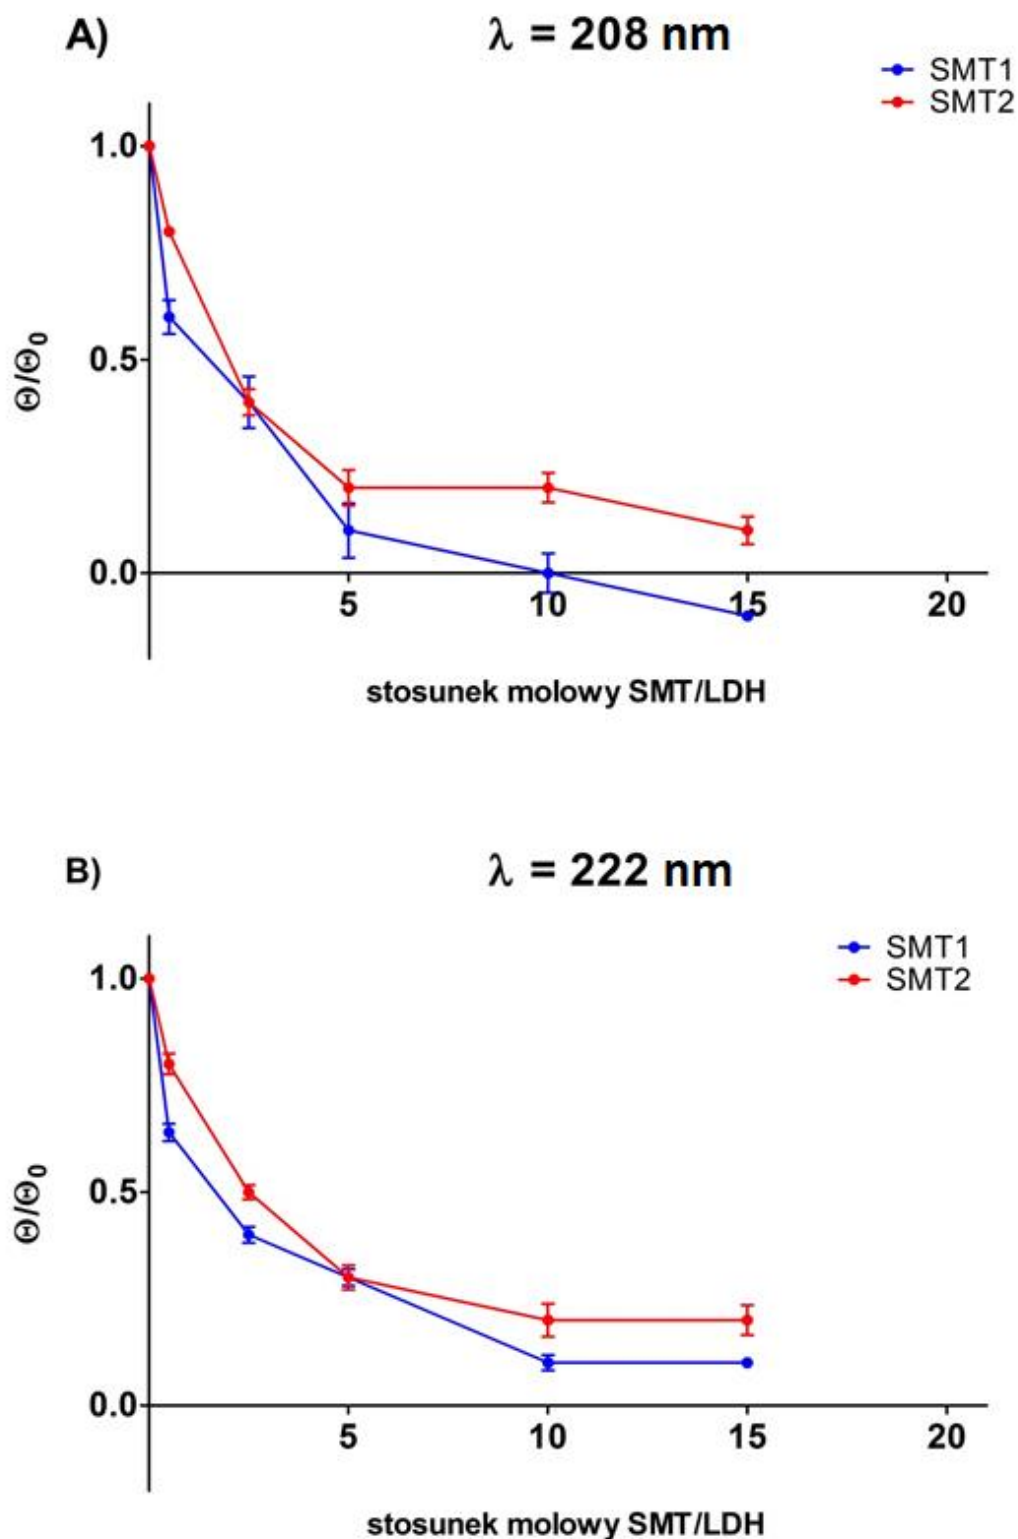 A)
λ = 208 nm
SMT1
SMT2
1.0
0.5
0.0
Θ/Θ₀
5
10
15
20
stosunek molowy SMT/LDH
B)
λ = 222 nm
SMT1
SMT2
1.0
0.5
0.0
Θ/Θ₀
5
10
15
20
stosunek molowy SMT/LDH